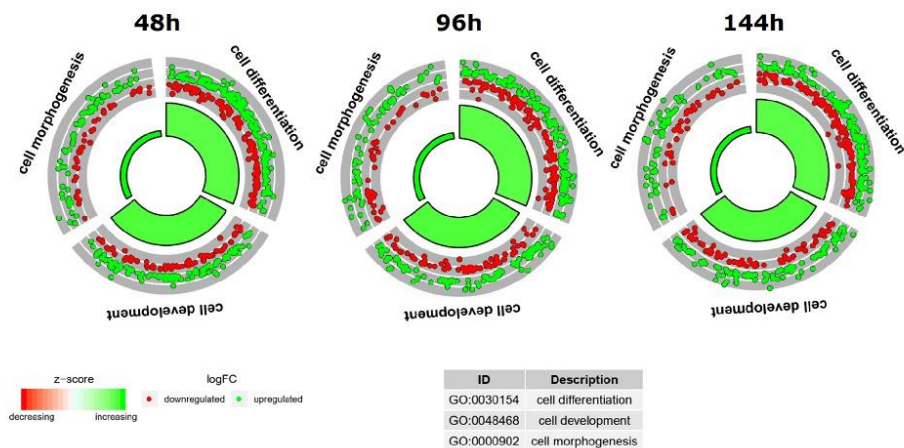 48h
96h
144h
cell morphogenesis
cell differentiation
cell development
cell morphogenesis
cell differentiation
cell development
cell morphogenesis
cell differentiation
cell development
z-score
decreasing
increasing
logFC
downregulated
upregulated
ID Description
GO:0030154 cell differentiation
GO:0048468 cell development
GO:0000902 cell morphogenesis